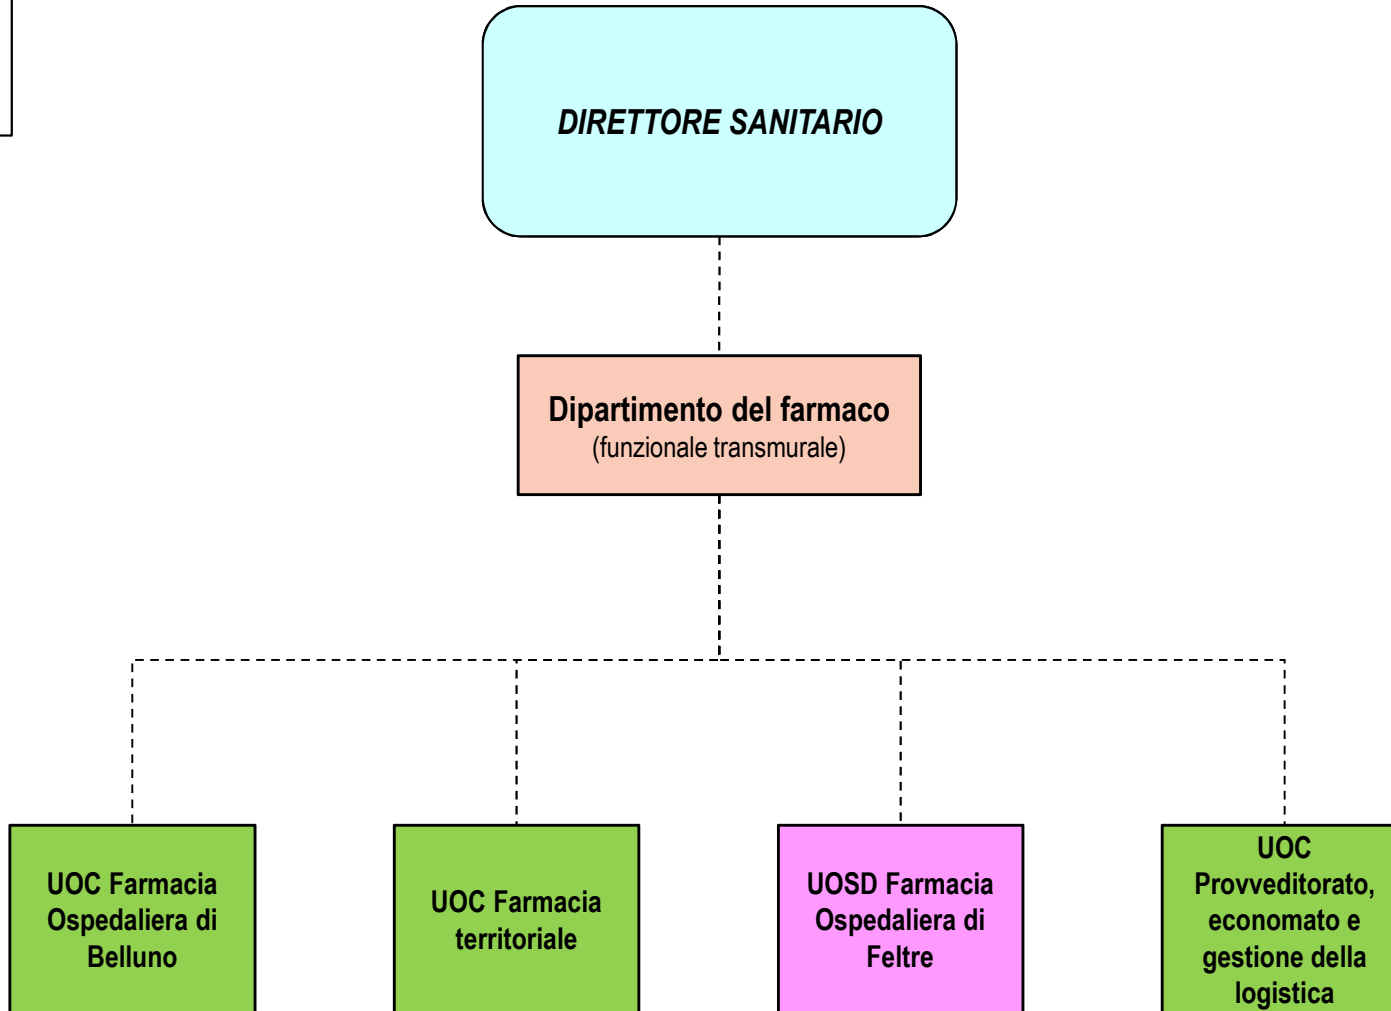 DIRETTORE SANITARIO
Dipartimento del farmaco
(funzionale transmurale)
UOC Farmacia
Ospedaliera di
Belluno
UOC Farmacia
territoriale
UOSD Farmacia
Ospedaliera di
Feltre
UOC
Provveditorato,
economato e
gestione della
logistica